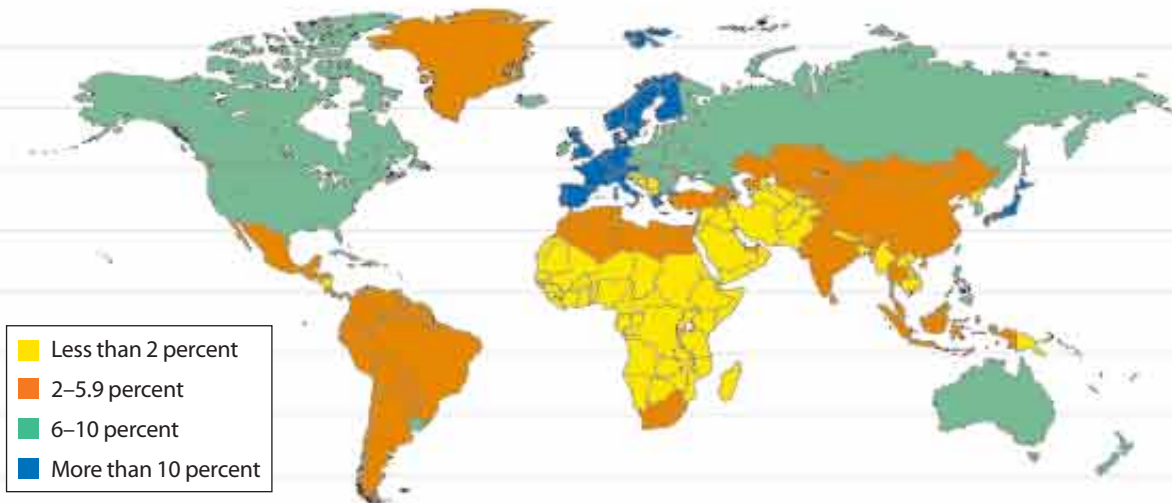 Less than 2 percent
2–5.9 percent
6–10 percent
More than 10 percent